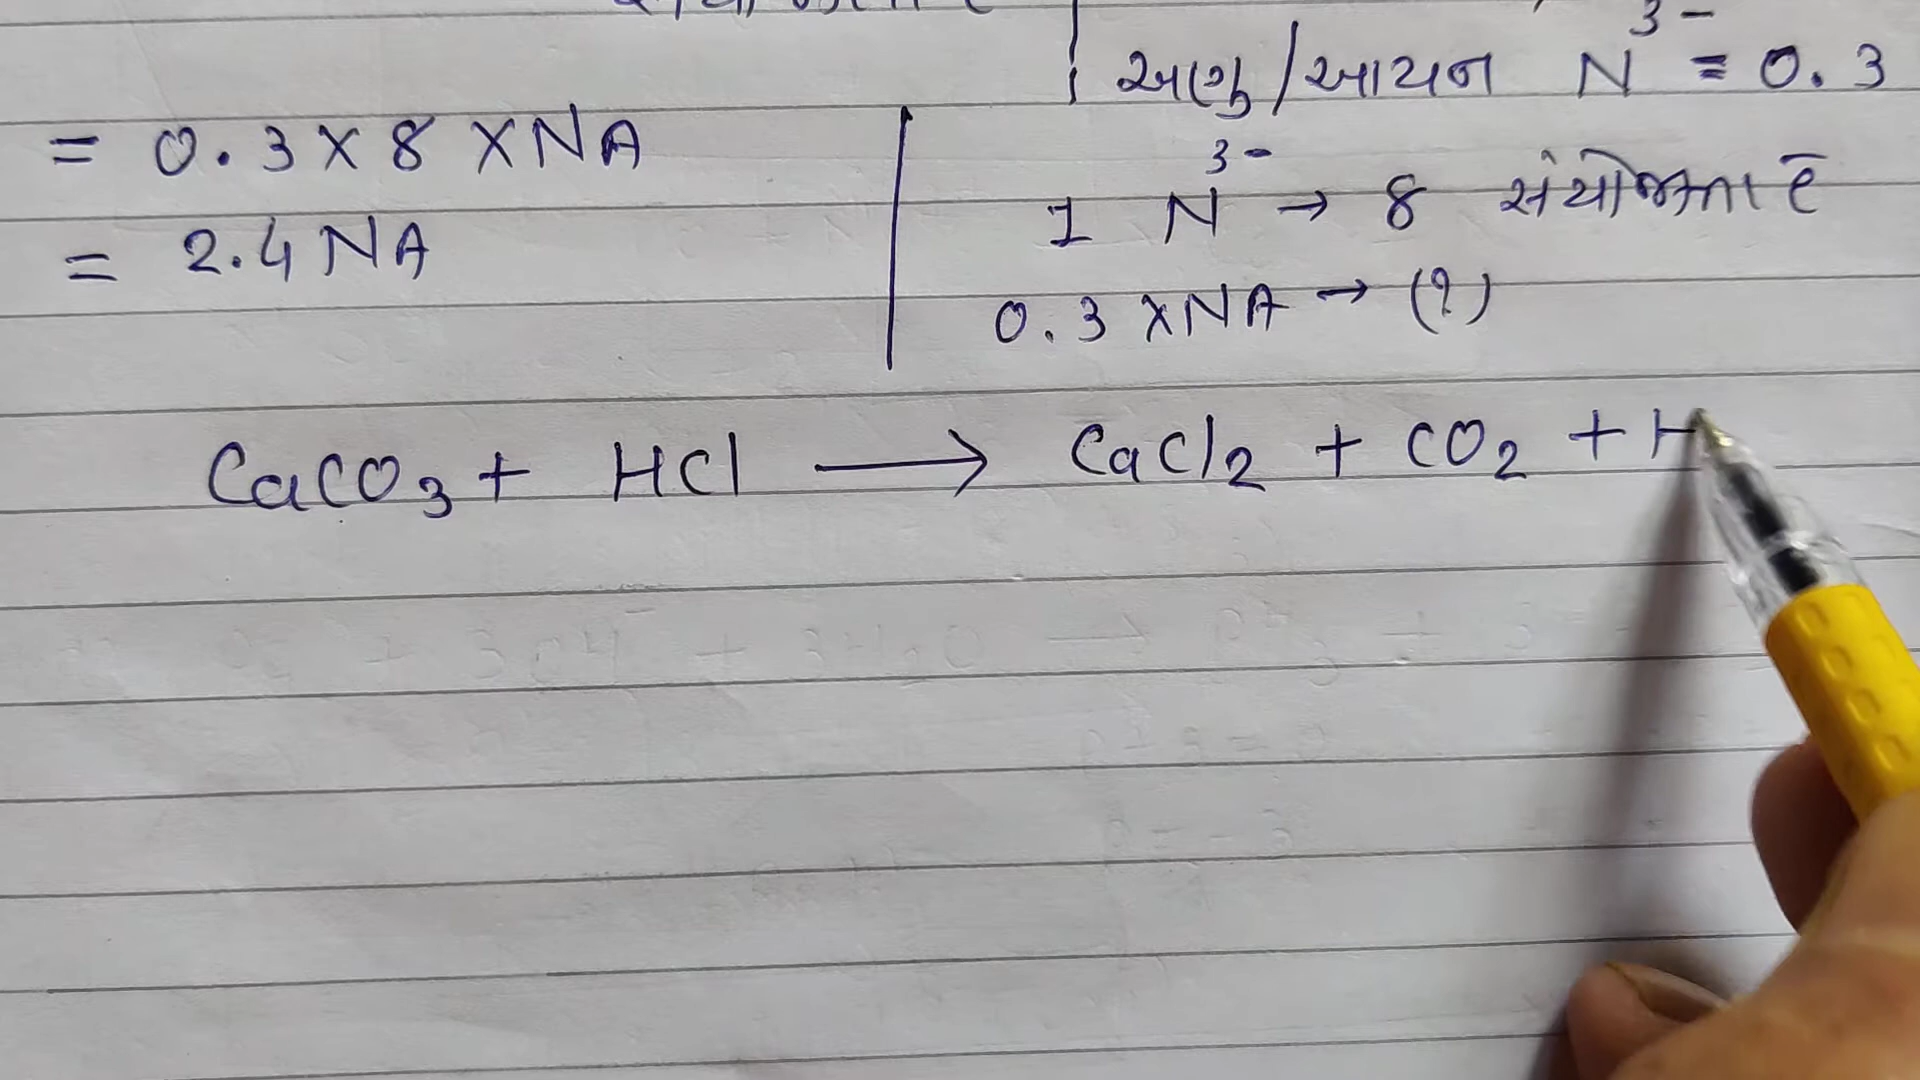 અણુ/આયન N³⁻ = 0.3
= 0.3 × 8 × NA
= 2.4 NA
1 N³⁻ → 8 સંયોજકતા ē
0.3 × NA → (?)
CaCO₃ + HCl ⟶ CaCl₂ + CO₂ + H